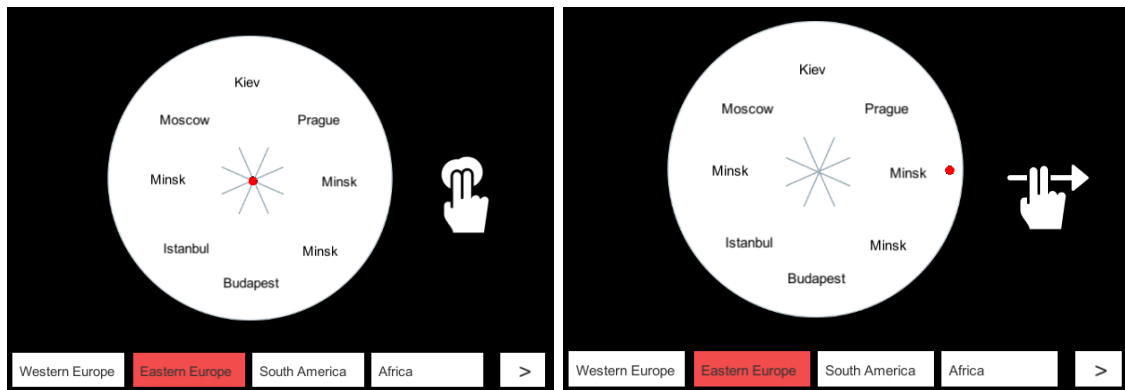 Kiev
Moscow
Prague
Minsk
Minsk
Istanbul
Minsk
Budapest
Western Europe
Eastern Europe
South America
Africa
>
Kiev
Moscow
Prague
Minsk
Minsk
Istanbul
Minsk
Budapest
Western Europe
Eastern Europe
South America
Africa
>